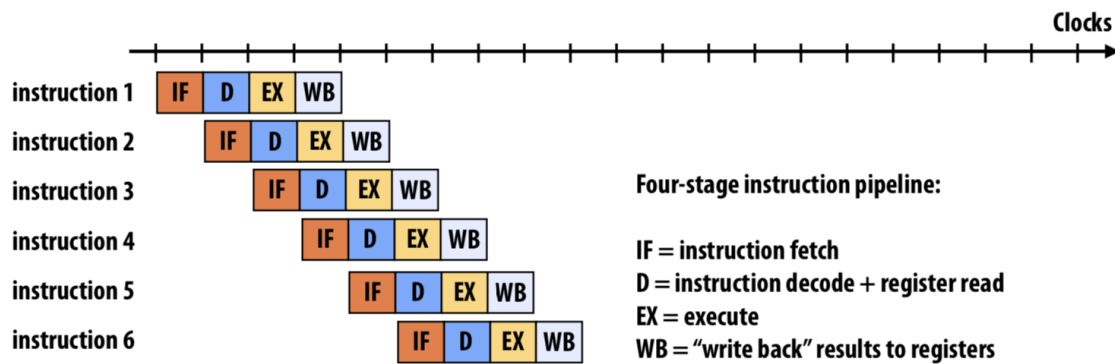 Clocks
instruction 1 IF D EX WB
instruction 2 IF D EX WB
instruction 3 IF D EX WB
instruction 4 IF D EX WB
instruction 5 IF D EX WB
instruction 6 IF D EX WB
Four-stage instruction pipeline:
IF = instruction fetch
D = instruction decode + register read
EX = execute
WB = “write back” results to registers